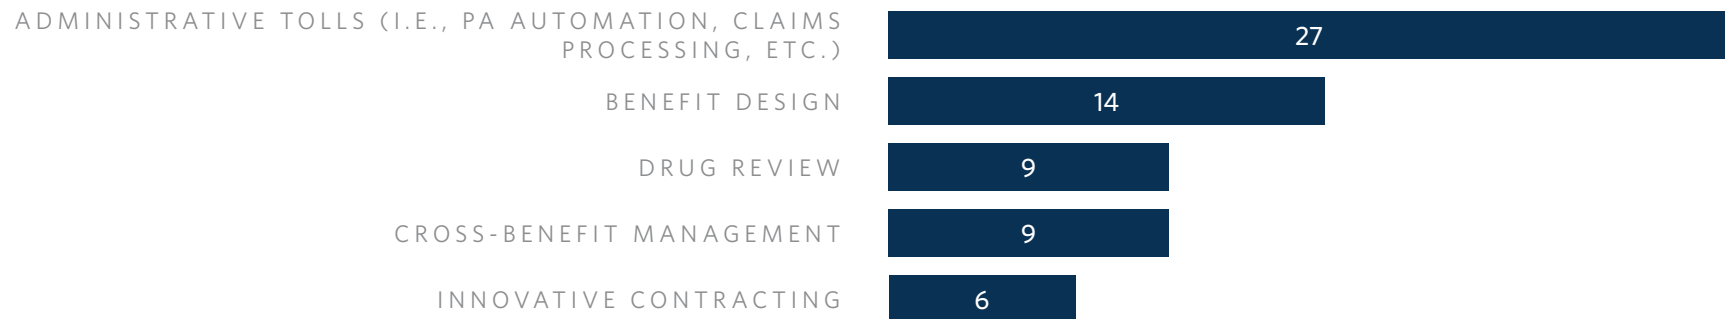 ADMINISTRATIVE TOLLS (I.E., PA AUTOMATION, CLAIMS
PROCESSING, ETC.)
27
BENEFIT DESIGN
14
DRUG REVIEW
9
CROSS-BENEFIT MANAGEMENT
9
INNOVATIVE CONTRACTING
6